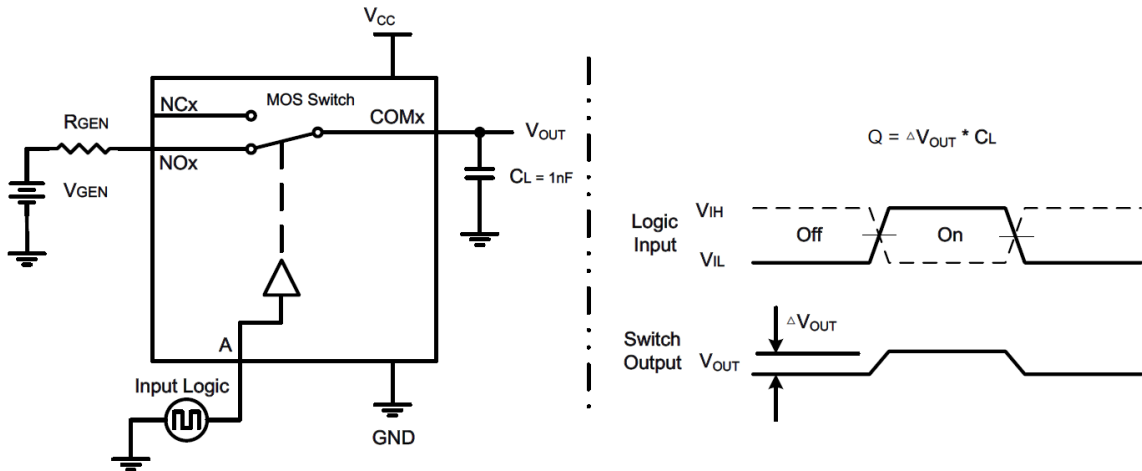 VCC
NCx
MOS Switch
COMx
RGEN
NOx
VOUT
VGEN
CL = 1nF
A
Input Logic
GND
Q = △VOUT * CL
Logic
Input
VIH
VIL
Off
On
△VOUT
Switch
Output
VOUT